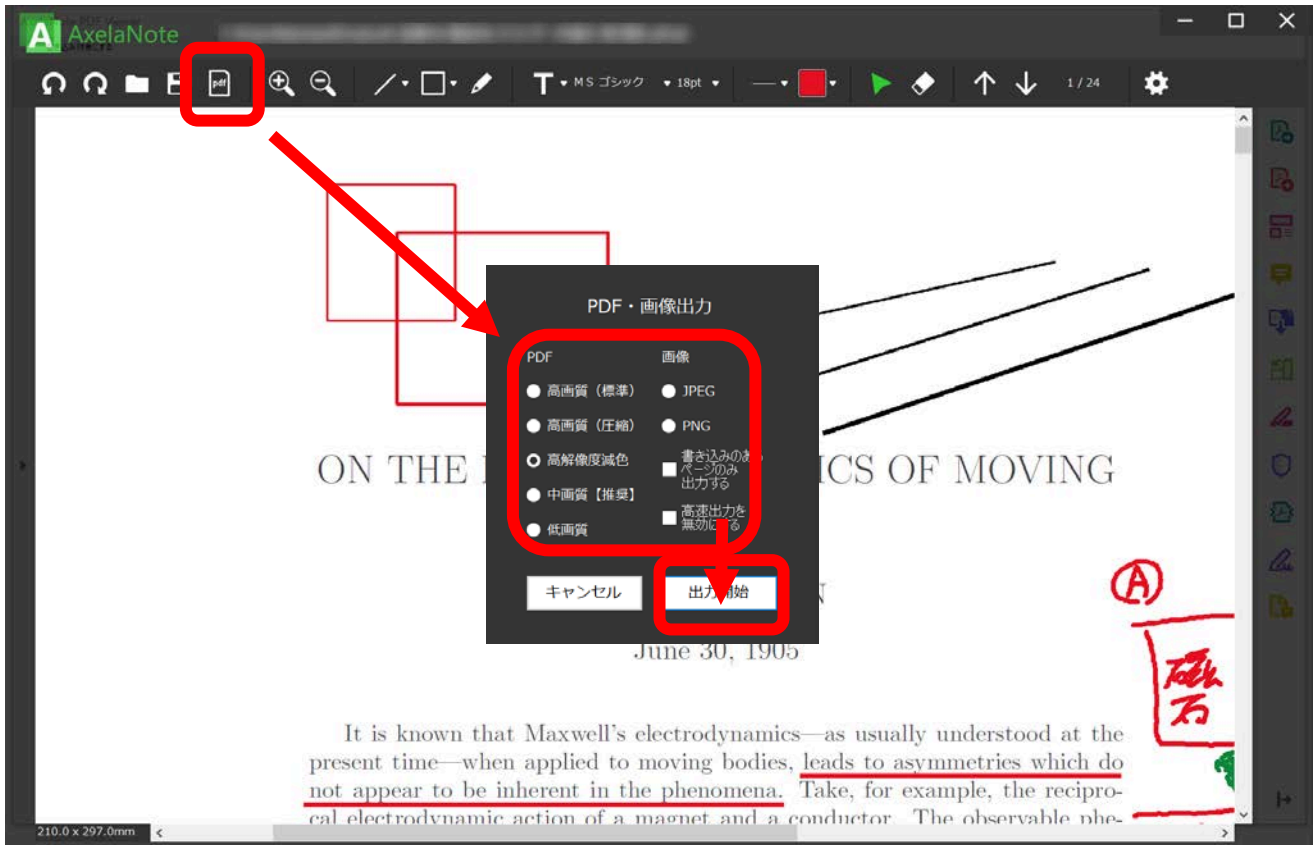 A AxelaNote
pdf
T MS ゴシック 18pt 1 / 24
PDF・画像出力
PDF
高画質（標準）
高画質（圧縮）
高解像度減色
中画質【推奨】
低画質
画像
JPEG
PNG
書き込みのある
ページのみ
出力する
高速出力を
無効にする
キャンセル
出力開始
ON THE
ICS OF MOVING
June 30, 1905
A
磁
石
It is known that Maxwell's electrodynamics—as usually understood at the
present time—when applied to moving bodies, leads to asymmetries which do
not appear to be inherent in the phenomena. Take, for example, the recipro-
cal electrodynamic action of a magnet and a conductor. The observable phe-
210.0 x 297.0mm